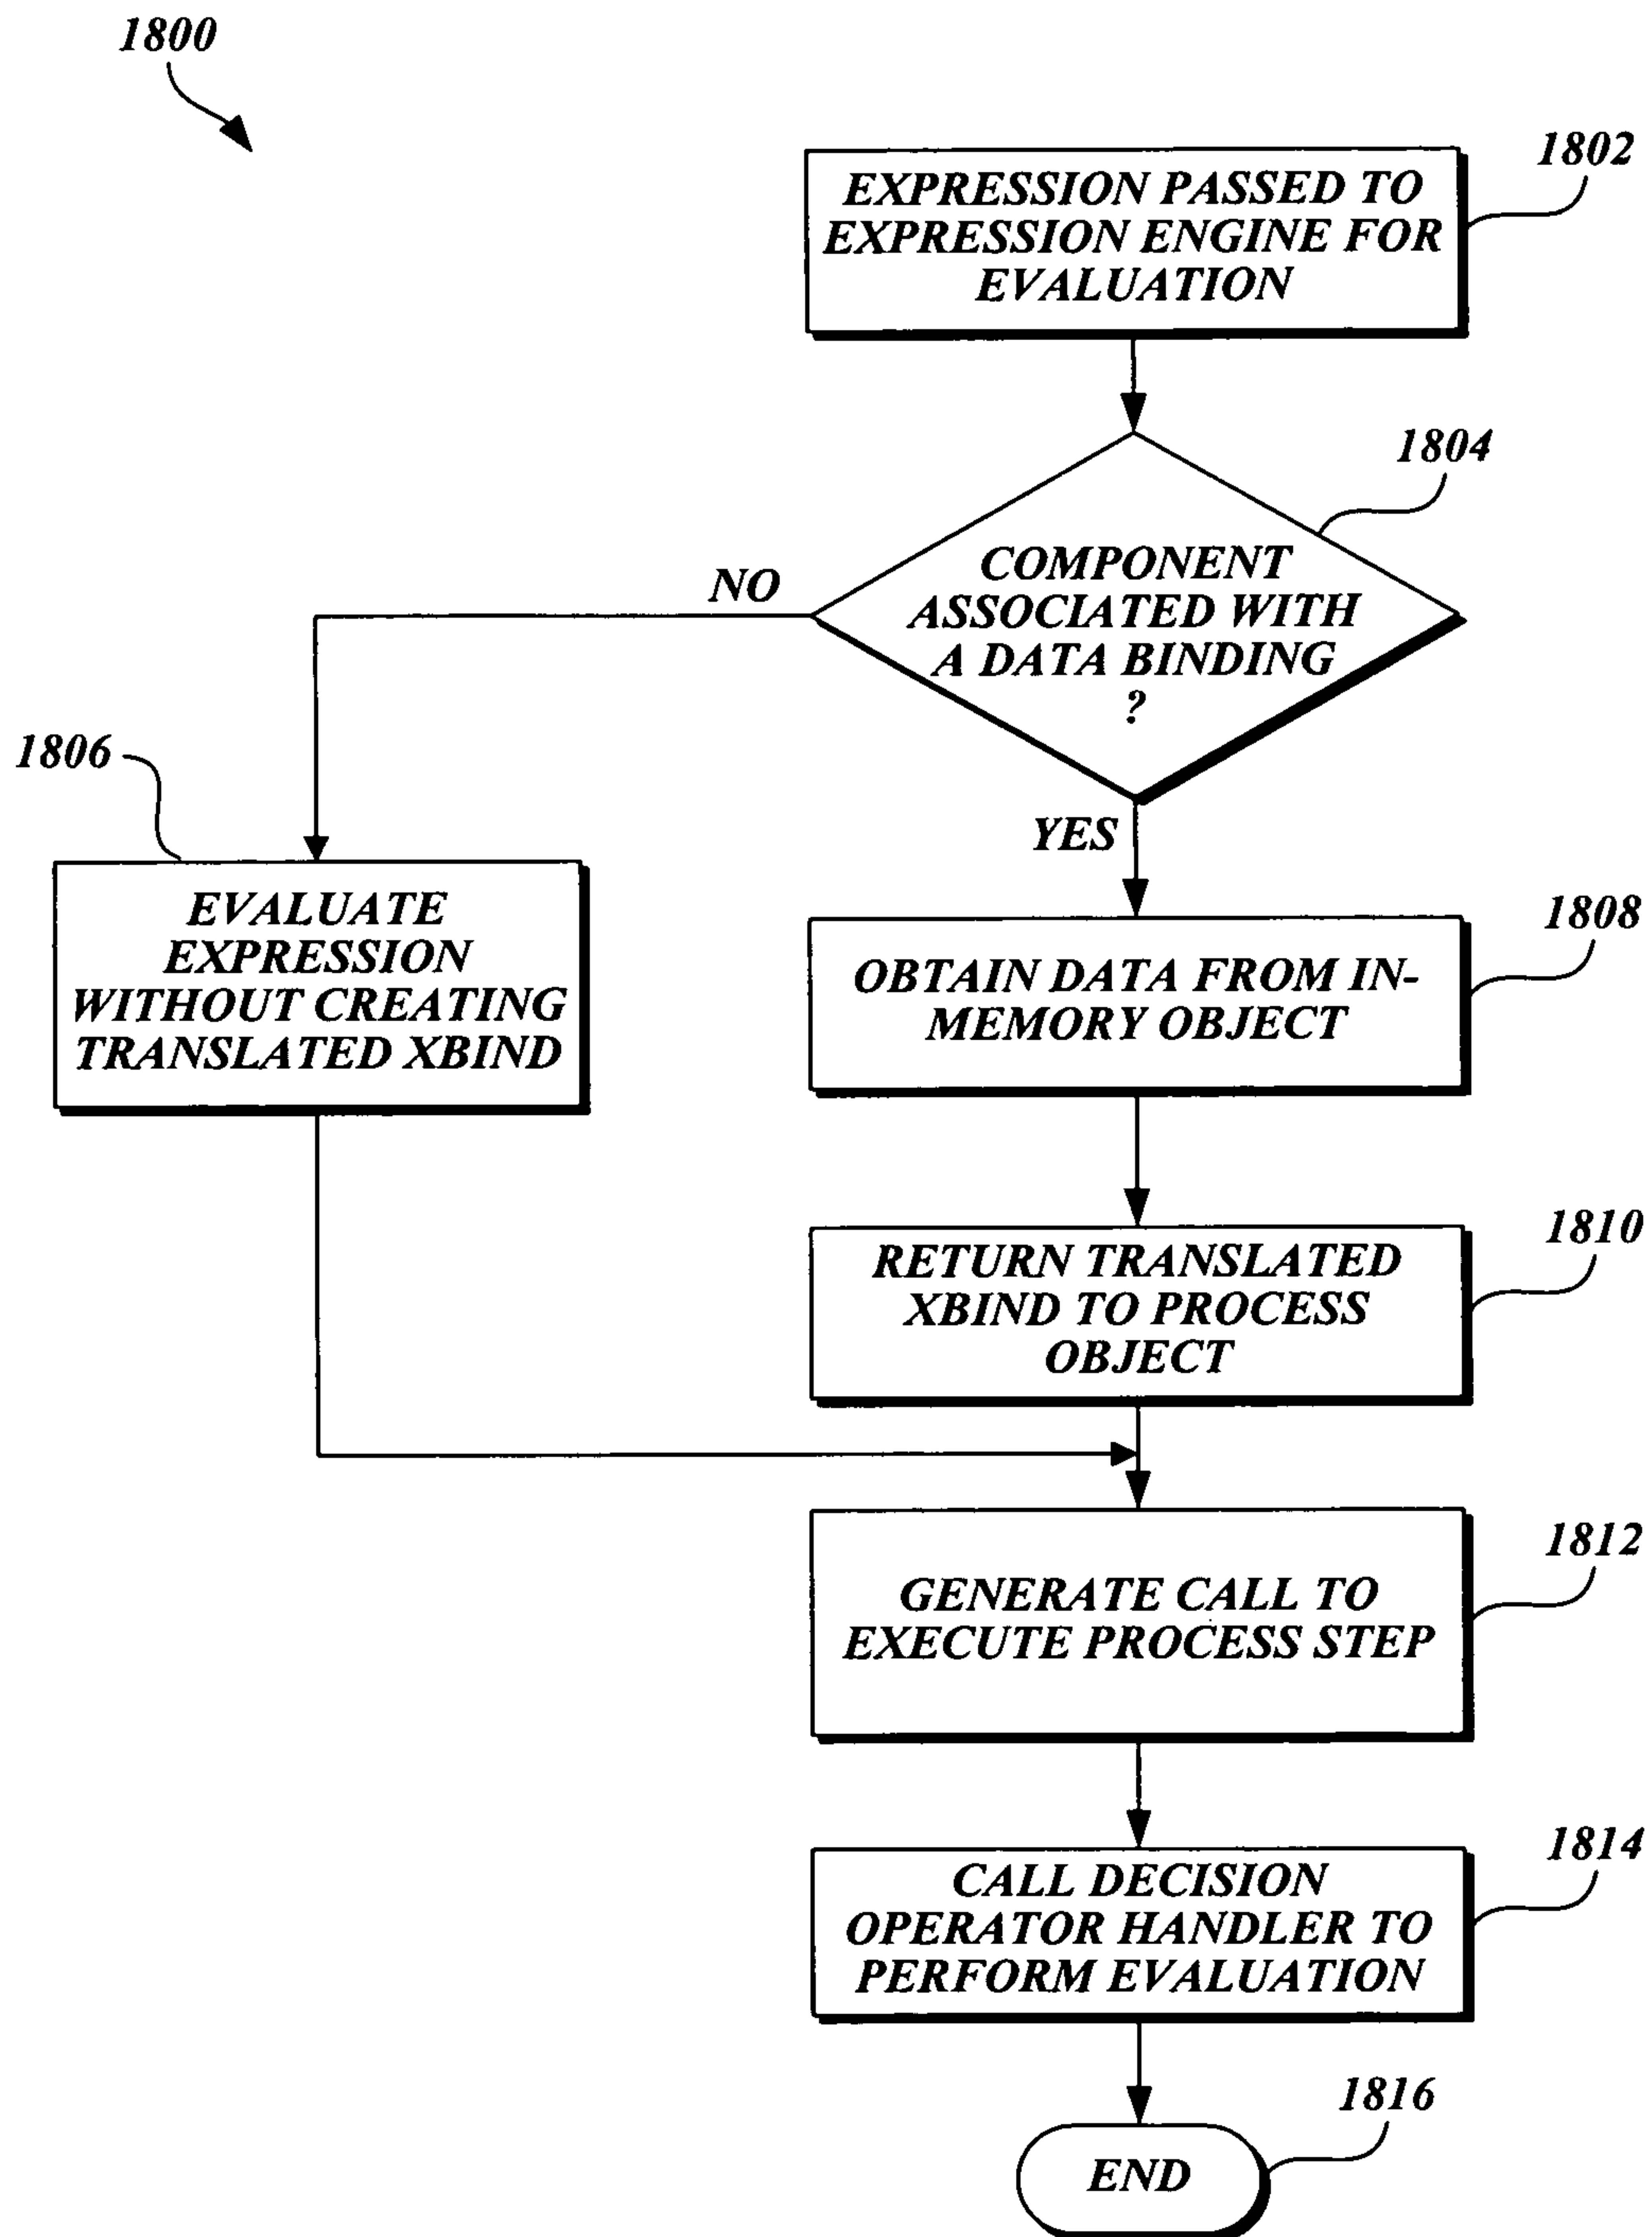 1800
1802
EXPRESSION PASSED TO
EXPRESSION ENGINE FOR
EVALUATION
1804
COMPONENT
ASSOCIATED WITH
A DATA BINDING
?
NO
YES
1806
EVALUATE
EXPRESSION
WITHOUT CREATING
TRANSLATED XBIND
1808
OBTAIN DATA FROM IN-
MEMORY OBJECT
1810
RETURN TRANSLATED
XBIND TO PROCESS
OBJECT
1812
GENERATE CALL TO
EXECUTE PROCESS STEP
1814
CALL DECISION
OPERATOR HANDLER TO
PERFORM EVALUATION
1816
END